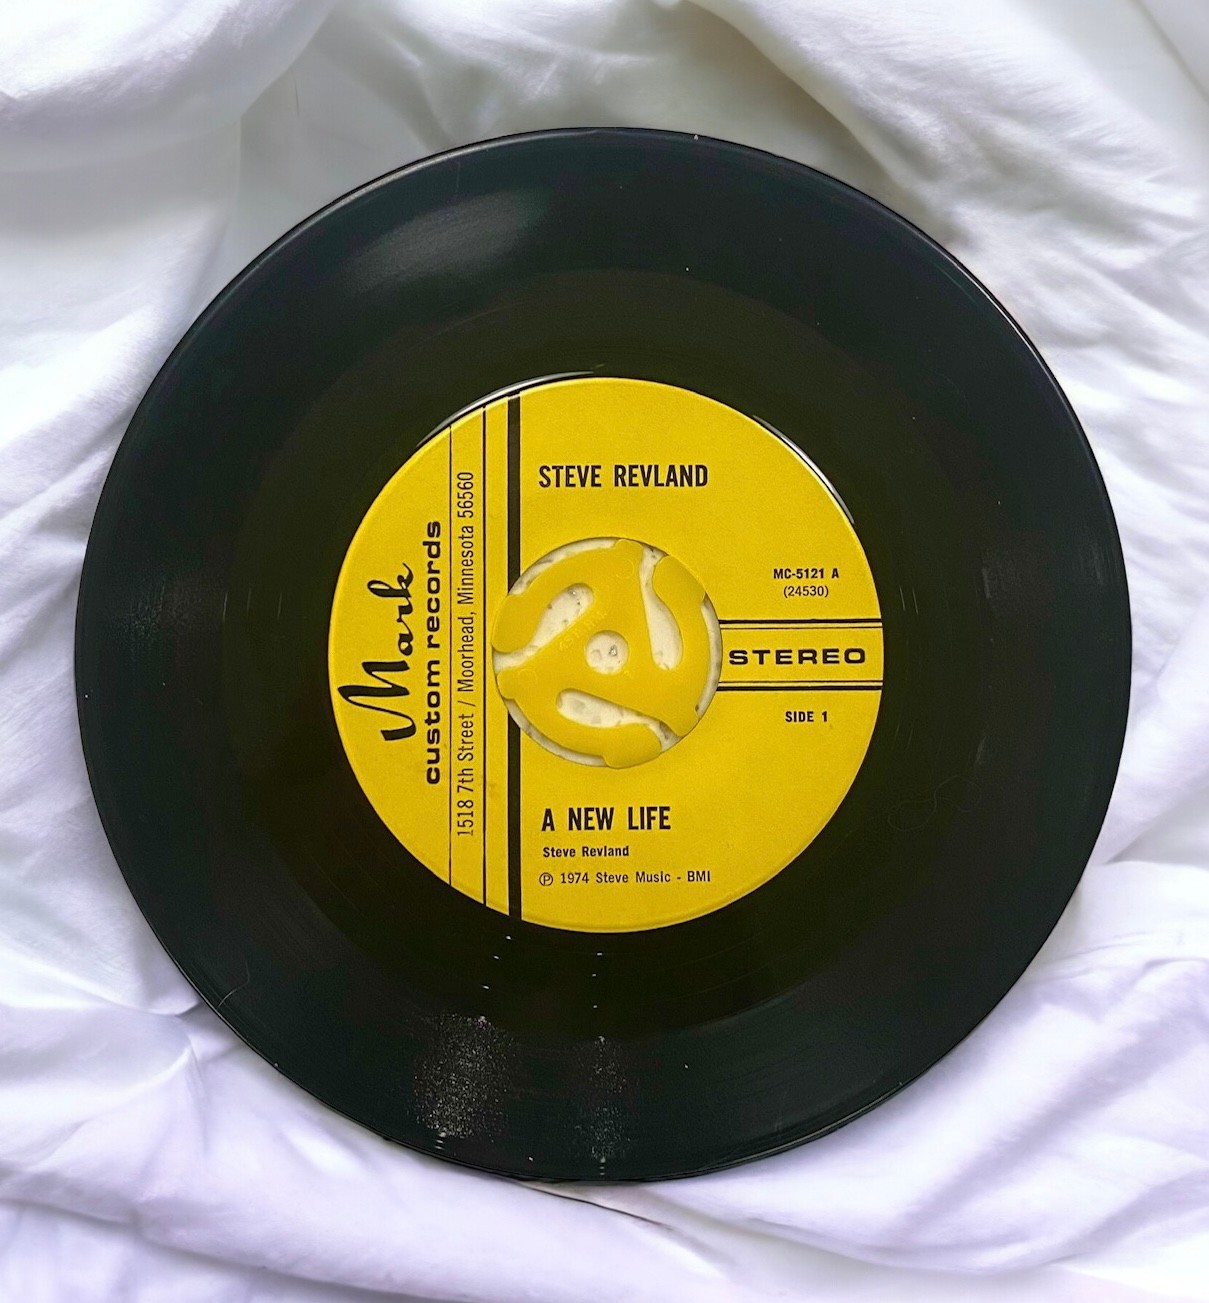 Mark
custom records
1518 7th Street / Moorhead, Minnesota 56560
STEVE REVLAND
MC-5121 A
(24530)
STEREO
SIDE 1
A NEW LIFE
Steve Revland
℗ 1974 Steve Music - BMI